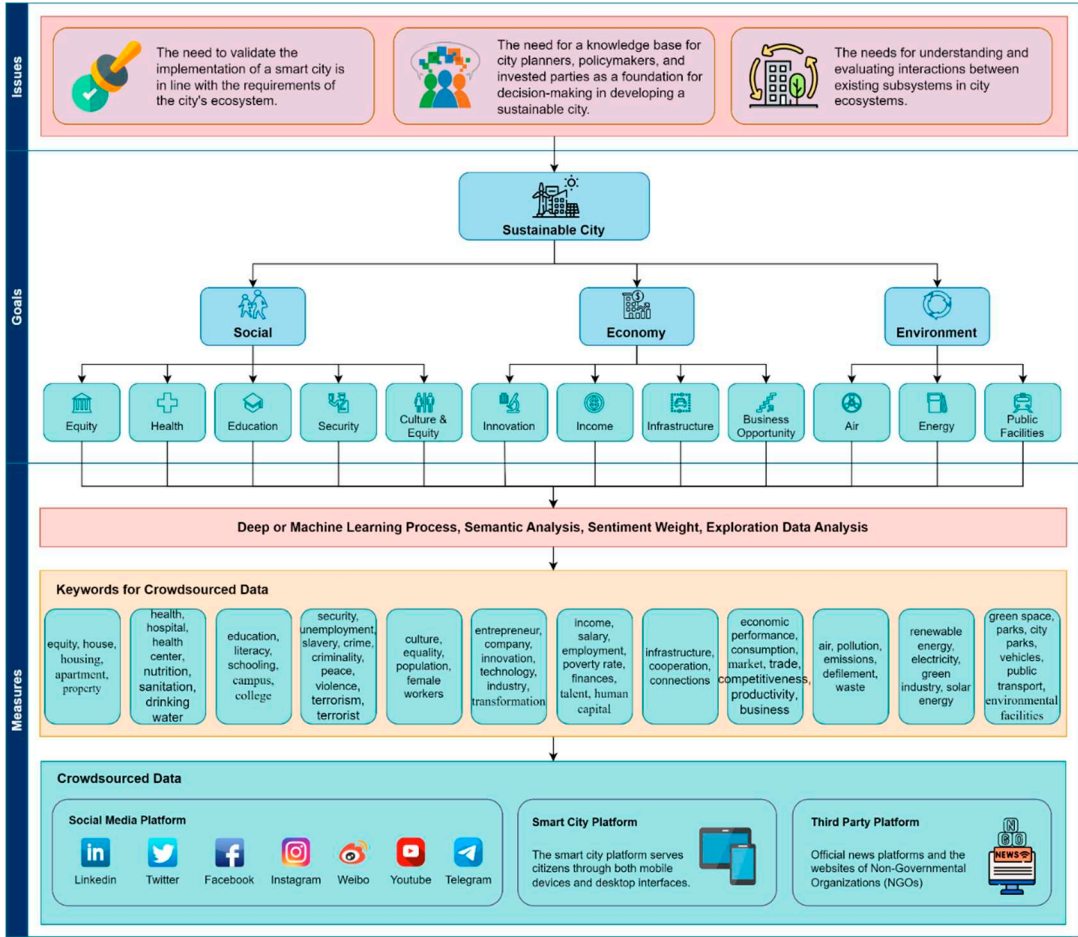 Issues
The need to validate the
implementation of a smart city is
in line with the requirements of
the city's ecosystem.
The need for a knowledge base for
city planners, policymakers, and
invested parties as a foundation for
decision-making in developing a
sustainable city.
The needs for understanding and
evaluating interactions between
existing subsystems in city
ecosystems.
Goals
Sustainable City
Social
Economy
Environment
Equity
Health
Education
Security
Culture &
Equity
Innovation
Income
Infrastructure
Business
Opportunity
Air
Energy
Public
Facilities
Measures
Deep or Machine Learning Process, Semantic Analysis, Sentiment Weight, Exploration Data Analysis
Keywords for Crowdsourced Data
equity, house,
housing,
apartment,
property
health,
hospital,
health
center,
nutrition,
sanitation,
drinking
water
education,
literacy,
schooling,
campus,
college
security,
unemployment,
slavery, crime,
criminality,
peace,
violence,
terrorism,
terrorist
culture,
equality,
population,
female
workers
entrepreneur,
company,
innovation,
technology,
industry,
transformation
income,
salary,
employment,
poverty rate,
finances,
talent, human
capital
infrastructure,
cooperation,
connections
economic
performance,
consumption,
market, trade,
competitiveness,
productivity,
business
air, pollution,
emissions,
defilement,
waste
renewable
energy,
electricity,
green
industry, solar
energy
green space,
parks, city
parks,
vehicles,
public
transport,
environmental
facilities
Crowdsourced Data
Social Media Platform
Linkedin
Twitter
Facebook
Instagram
Weibo
Youtube
Telegram
Smart City Platform
The smart city platform serves
citizens through both mobile
devices and desktop interfaces.
Third Party Platform
Official news platforms and the
websites of Non-Governmental
Organizations (NGOs)
N
G O
NEWS